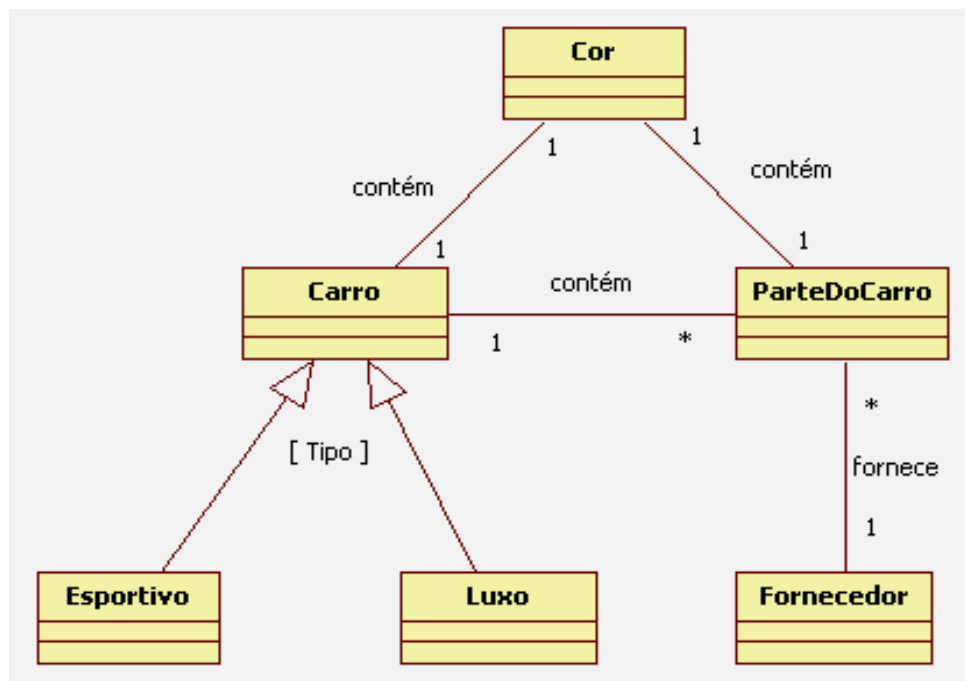 Cor
1
1
contém
contém
1
1
Carro
contém
ParteDoCarro
1
*
*
[ Tipo ]
fornece
1
Esportivo
Luxo
Fornecedor